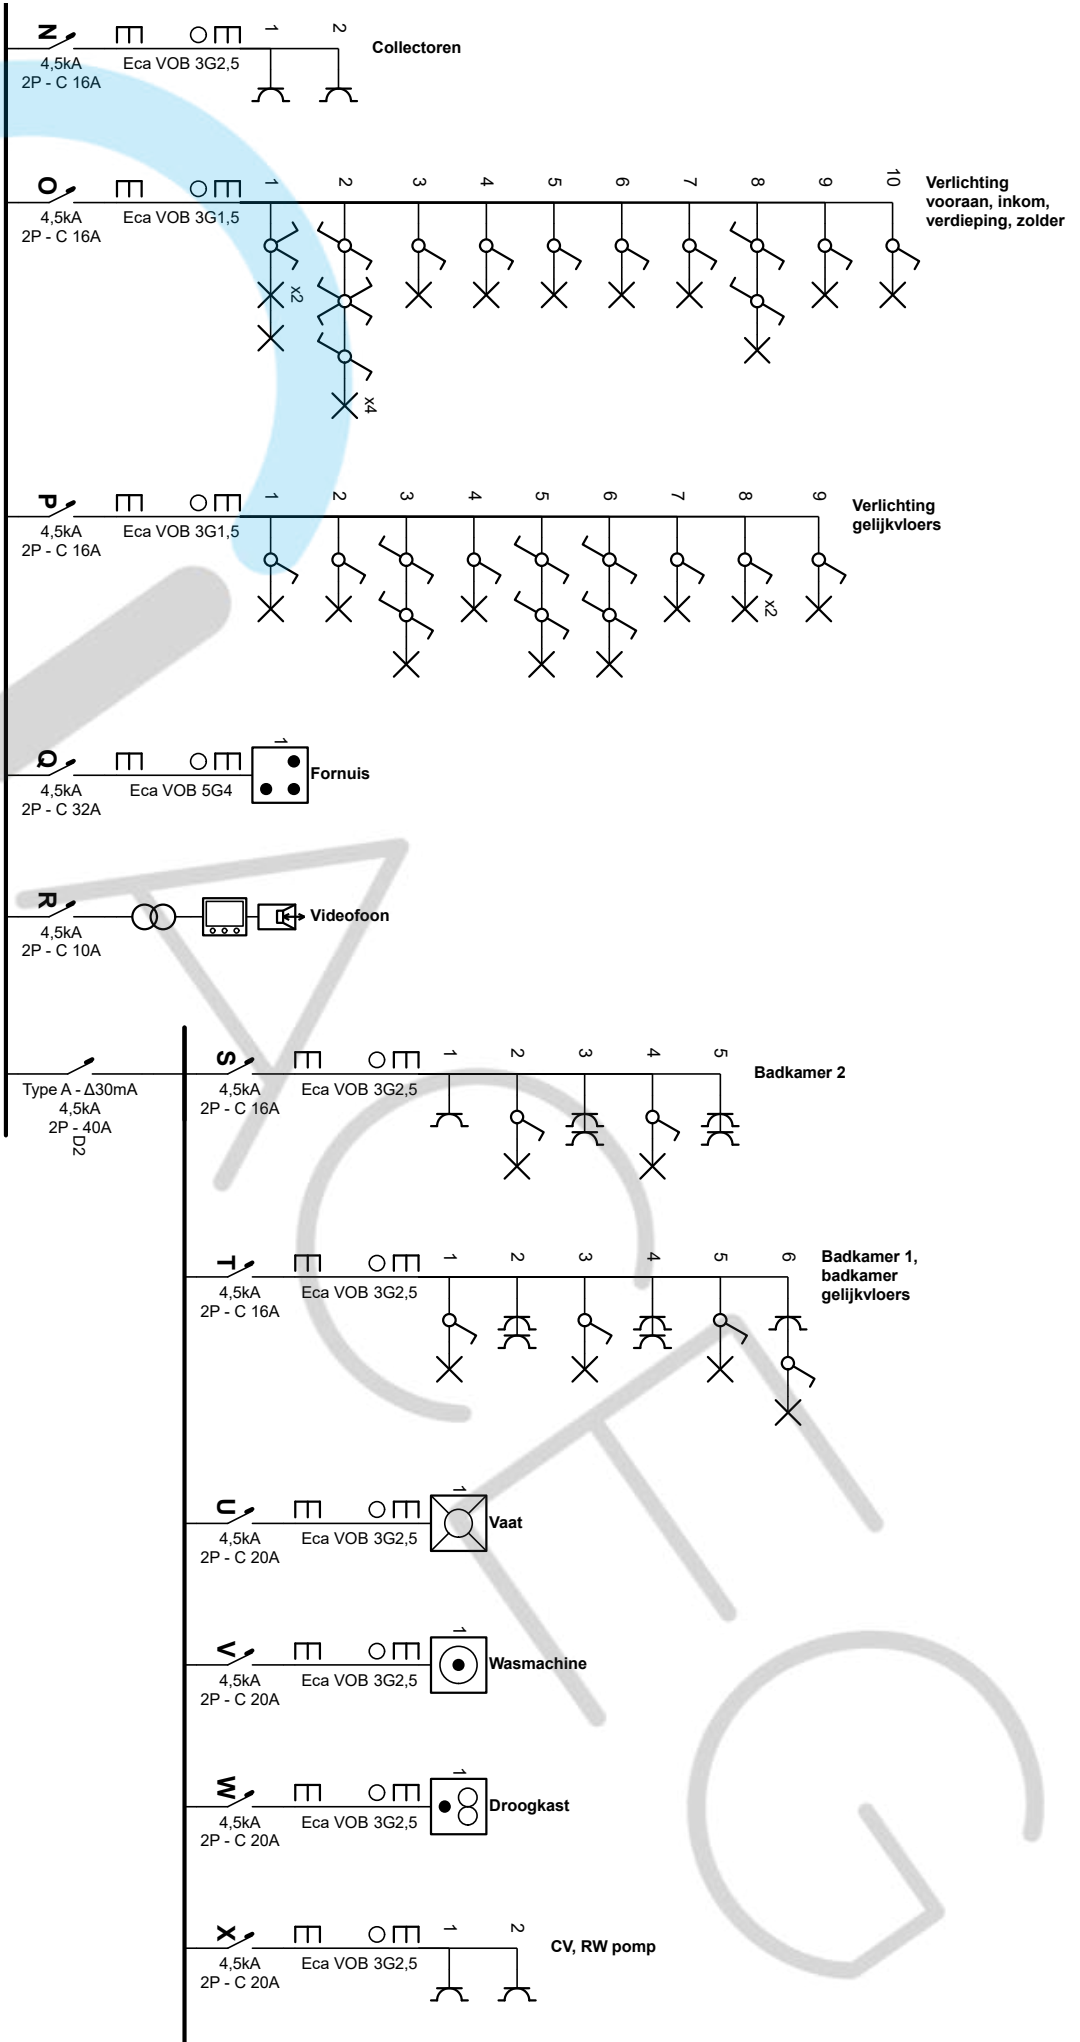 N
4,5kA
2P - C 16A
Eca VOB 3G2,5
1
2
Collectoren
O
4,5kA
2P - C 16A
Eca VOB 3G1,5
1
2
3
4
5
6
7
8
9
10
x2
x4
Verlichting
vooraan, inkom,
verdieping, zolder
P
4,5kA
2P - C 16A
Eca VOB 3G1,5
1
2
3
4
5
6
7
8
9
x2
Verlichting
gelijkvloers
Q
4,5kA
2P - C 32A
Eca VOB 5G4
1
Fornuis
R
4,5kA
2P - C 10A
Videofoon
Type A - Δ30mA
4,5kA
2P - 40A
D2
S
4,5kA
2P - C 16A
Eca VOB 3G2,5
1
2
3
4
5
Badkamer 2
T
4,5kA
2P - C 16A
Eca VOB 3G2,5
1
2
3
4
5
6
Badkamer 1,
badkamer
gelijkvloers
U
4,5kA
2P - C 20A
Eca VOB 3G2,5
1
Vaat
V
4,5kA
2P - C 20A
Eca VOB 3G2,5
1
Wasmachine
W
4,5kA
2P - C 20A
Eca VOB 3G2,5
1
Droogkast
X
4,5kA
2P - C 20A
Eca VOB 3G2,5
1
2
CV, RW pomp